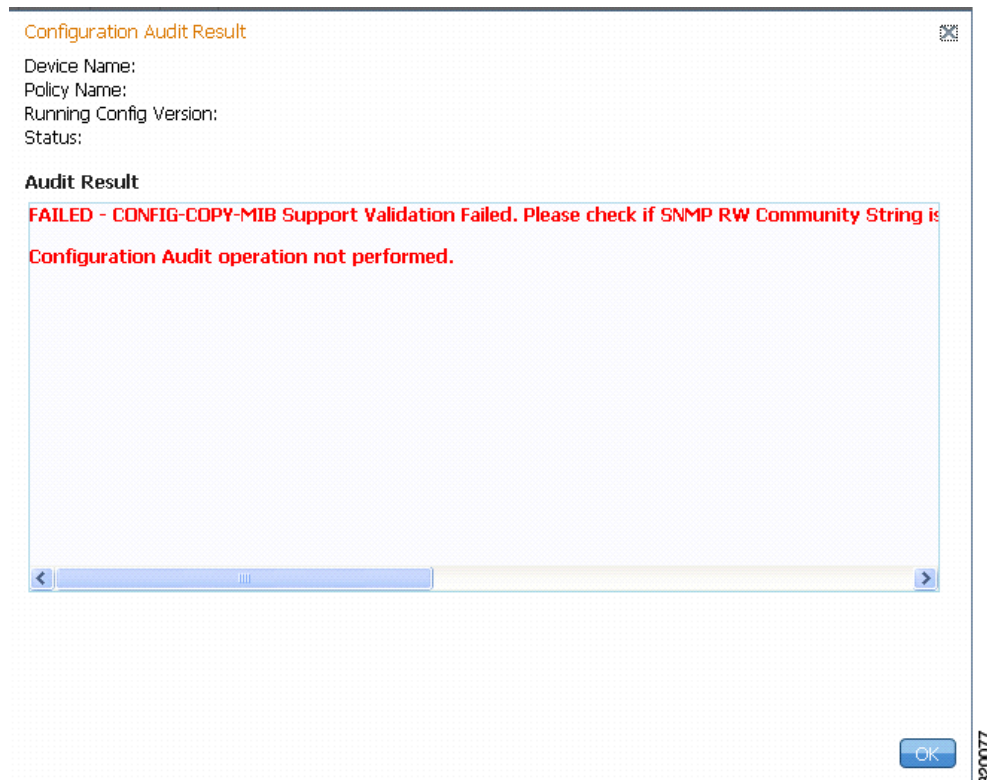 Configuration Audit Result
Device Name:
Policy Name:
Running Config Version:
Status:
Audit Result
FAILED - CONFIG-COPY-MIB Support Validation Failed. Please check if SNMP RW Community String is
Configuration Audit operation not performed.
OK